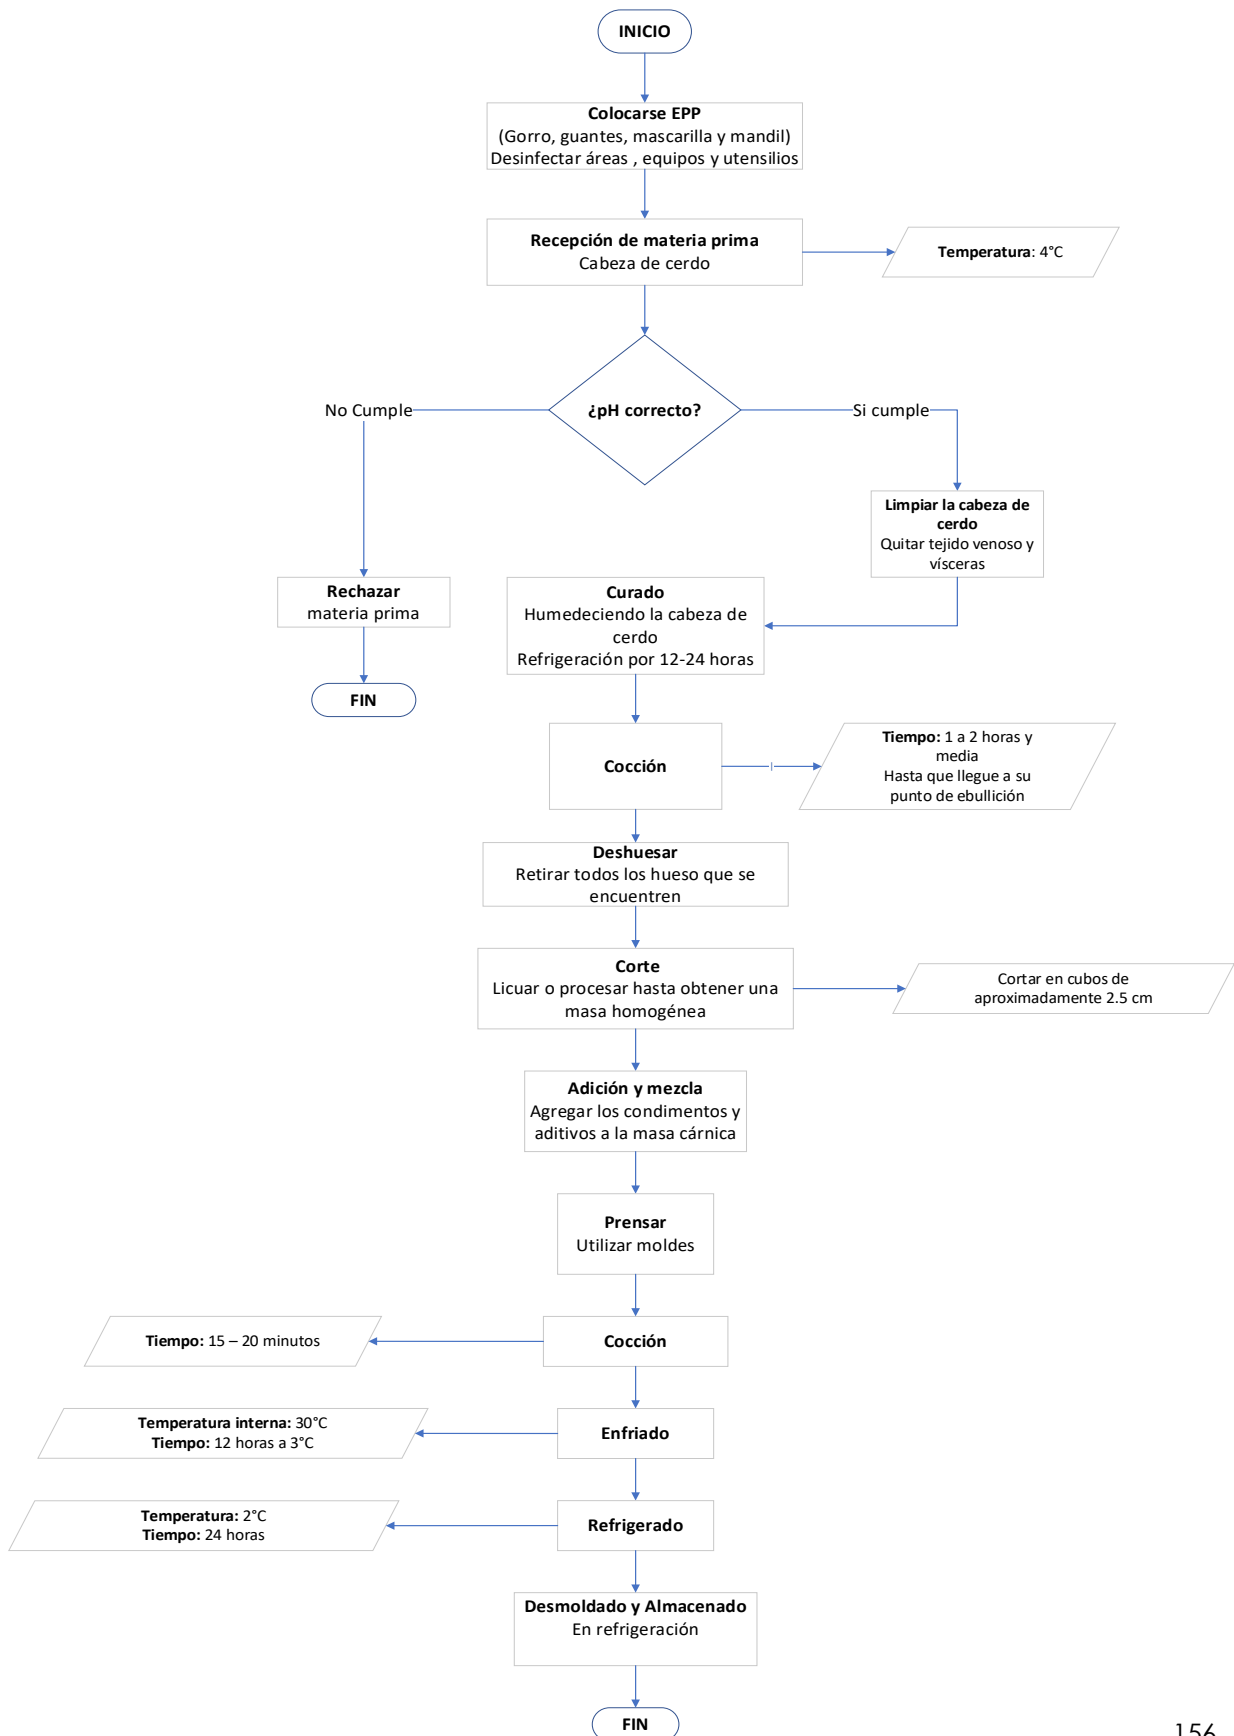 INICIO
Colocarse EPP
(Gorro, guantes, mascarilla y mandil)
Desinfectar áreas , equipos y utensilios
Recepción de materia prima
Cabeza de cerdo
Temperatura: 4°C
¿pH correcto?
No Cumple
Si cumple
Limpiar la cabeza de
cerdo
Quitar tejido venoso y
vísceras
Rechazar
materia prima
FIN
Curado
Humedeciendo la cabeza de
cerdo
Refrigeración por 12-24 horas
Cocción
Tiempo: 1 a 2 horas y
media
Hasta que llegue a su
punto de ebullición
Deshuesar
Retirar todos los hueso que se
encuentren
Corte
Licuar o procesar hasta obtener una
masa homogénea
Cortar en cubos de
aproximadamente 2.5 cm
Adición y mezcla
Agregar los condimentos y
aditivos a la masa cárnica
Prensar
Utilizar moldes
Cocción
Tiempo: 15 – 20 minutos
Enfriado
Temperatura interna: 30°C
Tiempo: 12 horas a 3°C
Refrigerado
Temperatura: 2°C
Tiempo: 24 horas
Desmoldado y Almacenado
En refrigeración
FIN
156